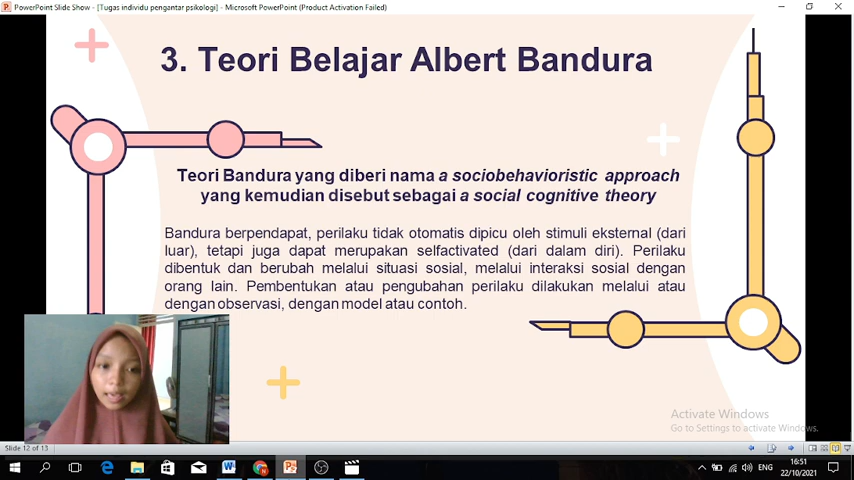 PowerPoint Slide Show - [Tugas individu pengantar psikologi] - Microsoft PowerPoint (Product Activation Failed)
3. Teori Belajar Albert Bandura
Teori Bandura yang diberi nama a sociobehavioristic approach
yang kemudian disebut sebagai a social cognitive theory
Bandura berpendapat, perilaku tidak otomatis dipicu oleh stimuli eksternal (dari
luar), tetapi juga dapat merupakan selfactivated (dari dalam diri). Perilaku
dibentuk dan berubah melalui situasi sosial, melalui interaksi sosial dengan
orang lain. Pembentukan atau pengubahan perilaku dilakukan melalui atau
dengan observasi, dengan model atau contoh.
Activate Windows
Go to Settings to activate Windows.
Slide 12 of 13
ENG
16:51
22/10/2021